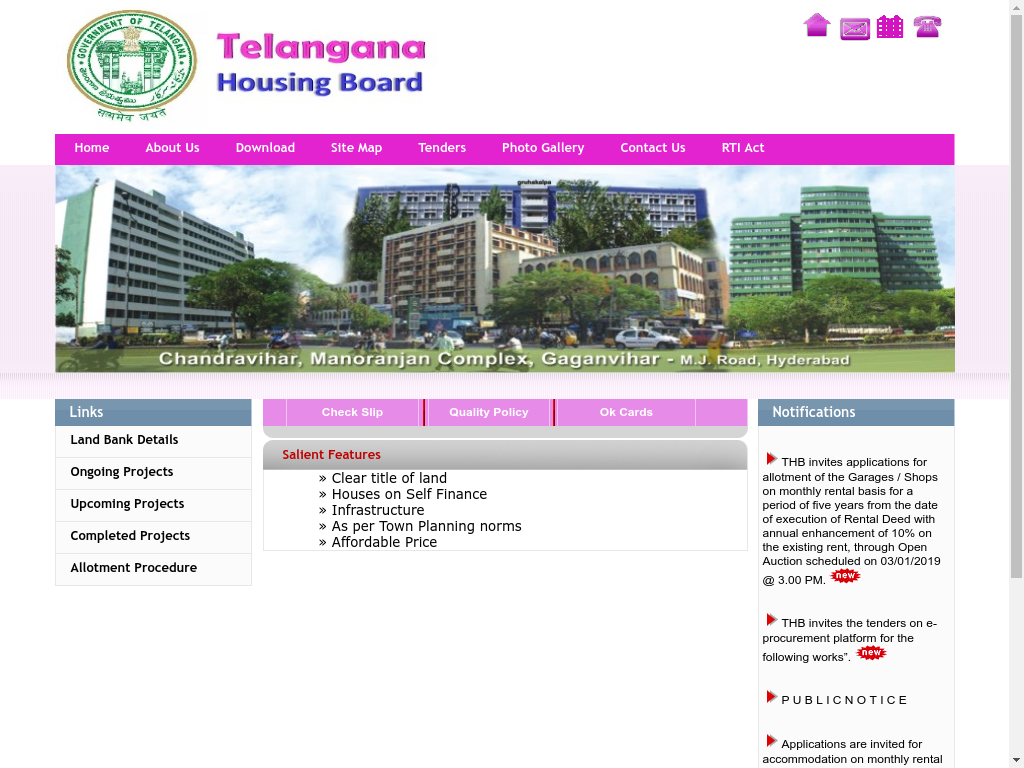 GOVERNMENT OF TELANGANA
Telangana
Housing Board
Home About Us Download Site Map Tenders Photo Gallery Contact Us RTI Act
gruhakalpa
Chandravihar, Manoranjan Complex, Gaganvihar - M.J. Road, Hyderabad
Links
Land Bank Details
Ongoing Projects
Upcoming Projects
Completed Projects
Allotment Procedure
Check Slip Quality Policy Ok Cards
Salient Features
» Clear title of land
» Houses on Self Finance
» Infrastructure
» As per Town Planning norms
» Affordable Price
Notifications
THB invites applications for
allotment of the Garages / Shops
on monthly rental basis for a
period of five years from the date
of execution of Rental Deed with
annual enhancement of 10% on
the existing rent, through Open
Auction scheduled on 03/01/2019
@ 3.00 PM. new
THB invites the tenders on e-
procurement platform for the
following works”. new
P U B L I C N O T I C E
Applications are invited for
accommodation on monthly rental